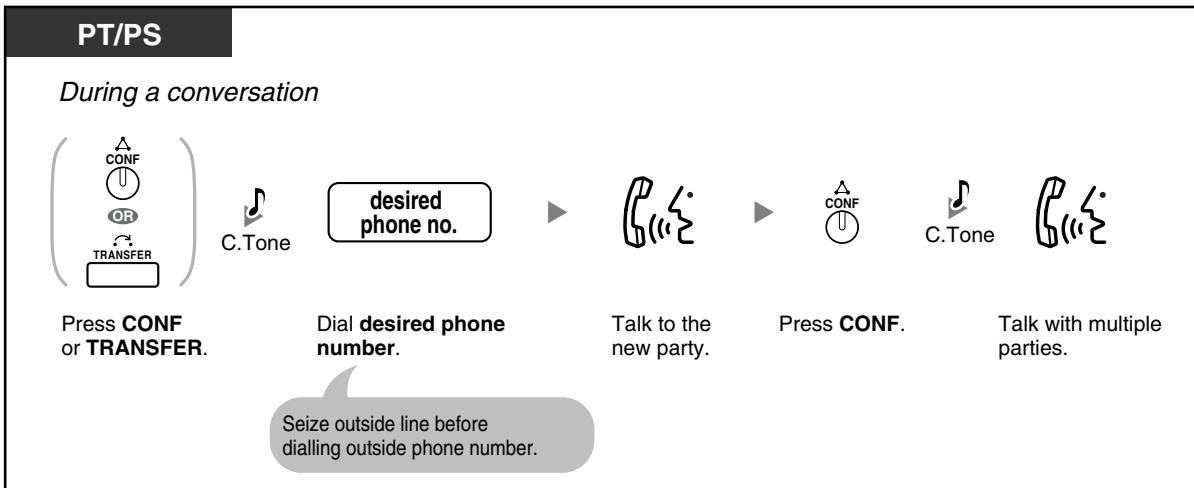 PT/PS
During a conversation
CONF
OR
TRANSFER
C.Tone
desired
phone no.
CONF
C.Tone
Press CONF
or TRANSFER.
Dial desired phone
number.
Talk to the
new party.
Press CONF.
Talk with multiple
parties.
Seize outside line before
dialling outside phone number.